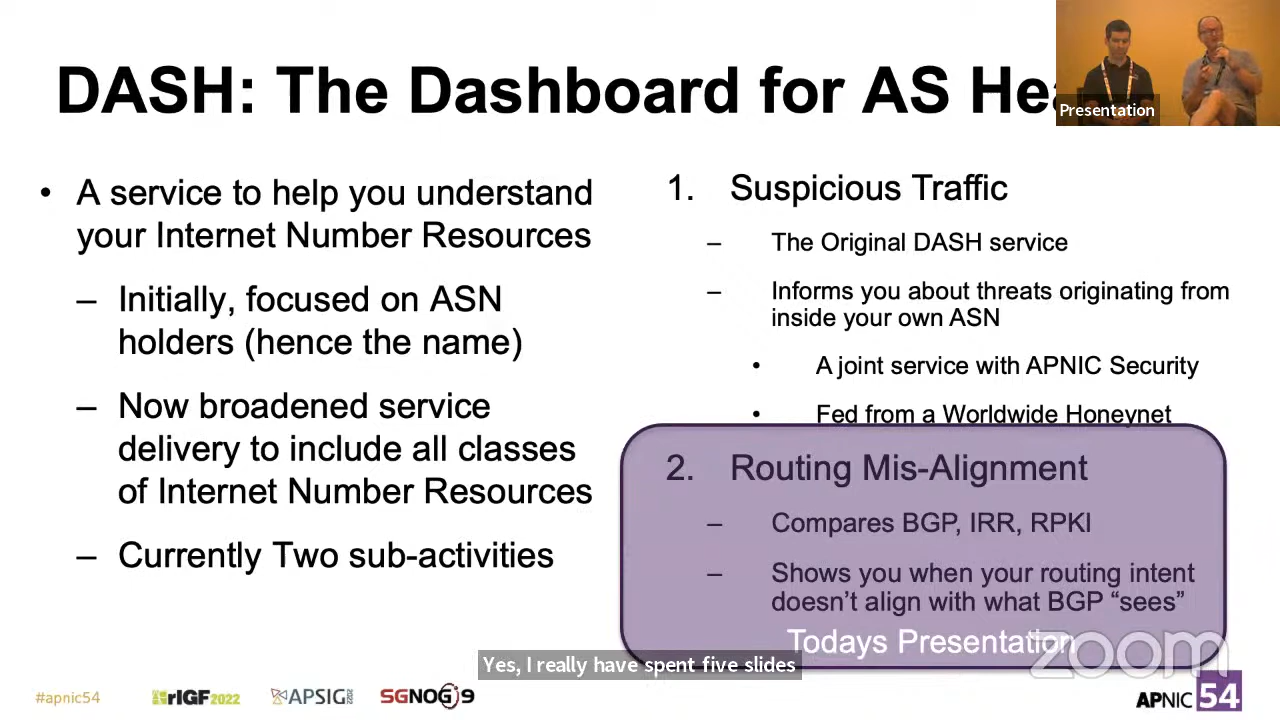 DASH: The Dashboard for AS Hea
Presentation
• A service to help you understand
your Internet Number Resources
– Initially, focused on ASN
holders (hence the name)
– Now broadened service
delivery to include all classes
of Internet Number Resources
– Currently Two sub-activities
1. Suspicious Traffic
– The Original DASH service
– Informs you about threats originating from
inside your own ASN
• A joint service with APNIC Security
• Fed from a Worldwide Honeynet
2. Routing Mis-Alignment
– Compares BGP, IRR, RPKI
– Shows you when your routing intent
doesn’t align with what BGP “sees”
Todays Presentation
zoom
Yes, I really have spent five slides
#apnic54
rIGF 2022
APSIG
SGNOG 9
APNIC 54